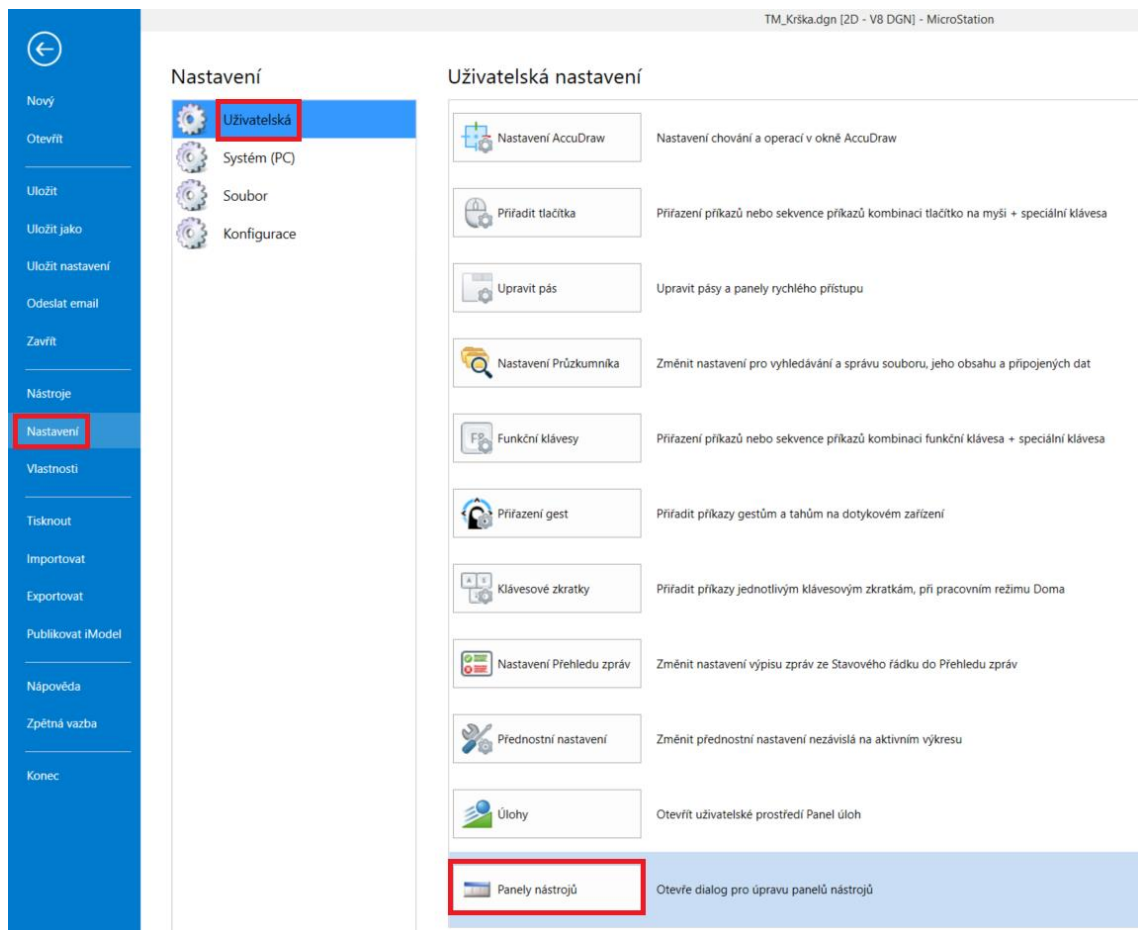 TM_Krška.dgn [2D - V8 DGN] - MicroStation
Nový
Otevřít
Uložit
Uložit jako
Uložit nastavení
Odeslat email
Zavřít
Nástroje
Nastavení
Vlastnosti
Tisknout
Importovat
Exportovat
Publikovat iModel
Nápověda
Zpětná vazba
Konec
Nastavení
Uživatelská
Systém (PC)
Soubor
Konfigurace
Uživatelská nastavení
Nastavení AccuDraw Nastavení chování a operací v okně AccuDraw
Přiřadit tlačítka Přiřazení příkazů nebo sekvence příkazů kombinaci tlačítko na myši + speciální klávesa
Upravit pás Upravit pásy a panely rychlého přístupu
Nastavení Průzkumníka Změnit nastavení pro vyhledávání a správu souboru, jeho obsahu a připojených dat
F8 Funkční klávesy Přiřazení příkazů nebo sekvence příkazů kombinaci funkční klávesa + speciální klávesa
Přiřazení gest Přiřadit příkazy gestům a tahům na dotykovém zařízení
Klávesové zkratky Přiřadit příkazy jednotlivým klávesovým zkratkám, při pracovním režimu Doma
Nastavení Přehledu zpráv Změnit nastavení výpisu zpráv ze Stavového řádku do Přehledu zpráv
Přednostní nastavení Změnit přednostní nastavení nezávislá na aktivním výkresu
Úlohy Otevřít uživatelské prostředí Panel úloh
Panely nástrojů Otevře dialog pro úpravu panelů nástrojů